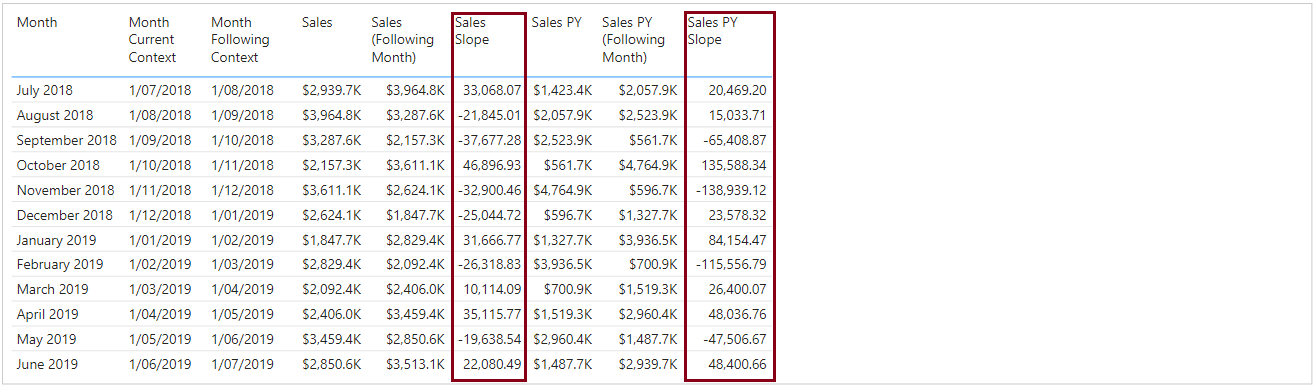 Month Month Current Context Month Following Context Sales Sales (Following Month) Sales Slope Sales PY Sales PY (Following Month) Sales PY Slope
July 2018 1/07/2018 1/08/2018 $2,939.7K $3,964.8K 33,068.07 $1,423.4K $2,057.9K 20,469.20
August 2018 1/08/2018 1/09/2018 $3,964.8K $3,287.6K -21,845.01 $2,057.9K $2,523.9K 15,033.71
September 2018 1/09/2018 1/10/2018 $3,287.6K $2,157.3K -37,677.28 $2,523.9K $561.7K -65,408.87
October 2018 1/10/2018 1/11/2018 $2,157.3K $3,611.1K 46,896.93 $561.7K $4,764.9K 135,588.34
November 2018 1/11/2018 1/12/2018 $3,611.1K $2,624.1K -32,900.46 $4,764.9K $596.7K -138,939.12
December 2018 1/12/2018 1/01/2019 $2,624.1K $1,847.7K -25,044.72 $596.7K $1,327.7K 23,578.32
January 2019 1/01/2019 1/02/2019 $1,847.7K $2,829.4K 31,666.77 $1,327.7K $3,936.5K 84,154.47
February 2019 1/02/2019 1/03/2019 $2,829.4K $2,092.4K -26,318.83 $3,936.5K $700.9K -115,556.79
March 2019 1/03/2019 1/04/2019 $2,092.4K $2,406.0K 10,114.09 $700.9K $1,519.3K 26,400.07
April 2019 1/04/2019 1/05/2019 $2,406.0K $3,459.4K 35,115.77 $1,519.3K $2,960.4K 48,036.76
May 2019 1/05/2019 1/06/2019 $3,459.4K $2,850.6K -19,638.54 $2,960.4K $1,487.7K -47,506.67
June 2019 1/06/2019 1/07/2019 $2,850.6K $3,513.1K 22,080.49 $1,487.7K $2,939.7K 48,400.66